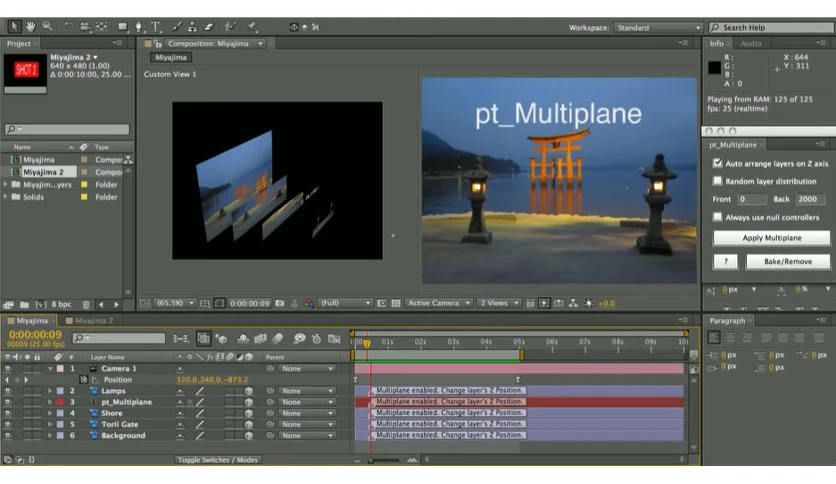 Workspace: Standard
Search Help
Project
Composition: Miyajima
Info
Audio
Miyajima 2
640 x 480 (1.00)
Δ 0:00:10:00, 25.00 ...
SHOT 2
Miyajima
R :
G :
B :
A : 0
X : 644
Y : 311
Custom View 1
pt_Multiplane
Playing from RAM: 125 of 125
fps: 25 (realtime)
pt_Multiplane
Name
Type
Auto arrange layers on Z axis
Miyajima
Compo
Miyajima 2
Compo
Random layer distribution
Miyajim...yers
Folder
Solids
Folder
Front 0 Back 2000
Always use null controllers
Apply Multiplane
?
Bake/Remove
0 px
0 %
8 bpc
(65.5%)
0:00:00:09
(Full)
Active Camera
2 Views
+0.0
Miyajima
Miyajima 2
Paragraph
0:00:00:09
00009 (25.00 fps)
:00s
01s
02s
03s
04s
05s
06s
07s
08s
09s
10s
# Layer Name
Parent
0 px
0 px
0 px
0 px
0 px
1 Camera 1
None
Position
320.0,240.0,-873.2
2 Lamps
None
Multiplane enabled. Change layer's Z Position.
3 pt_Multiplane
None
Multiplane enabled. Change layer's Z Position.
4 Shore
None
Multiplane enabled. Change layer's Z Position.
5 Torii Gate
None
Multiplane enabled. Change layer's Z Position.
6 Background
None
Multiplane enabled. Change layer's Z Position.
Toggle Switches / Modes